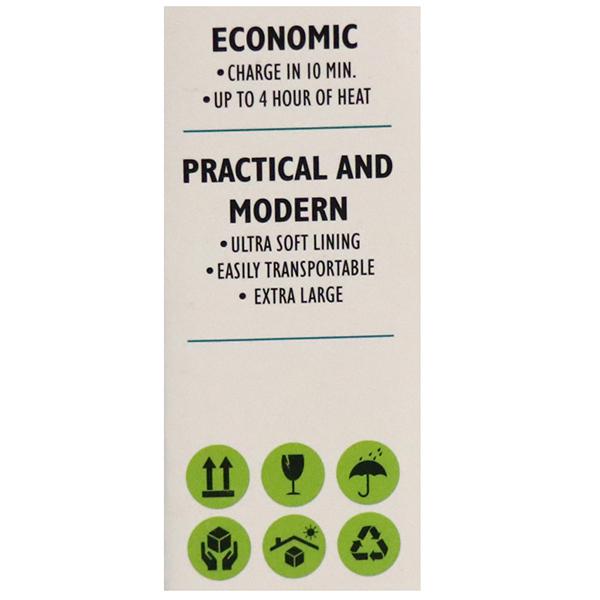 ECONOMIC
• CHARGE IN 10 MIN.
• UP TO 4 HOUR OF HEAT
PRACTICAL AND
MODERN
• ULTRA SOFT LINING
• EASILY TRANSPORTABLE
• EXTRA LARGE